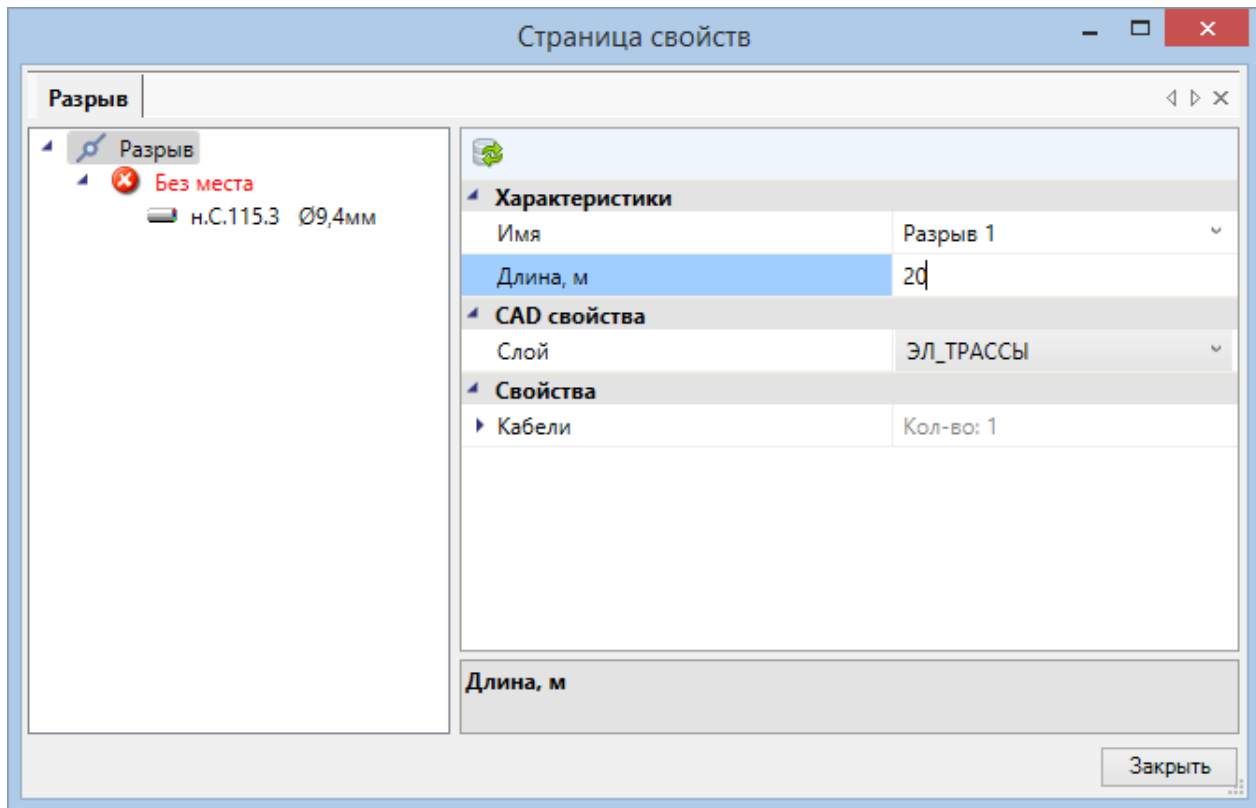 Страница свойств
Разрыв
Разрыв
Без места
н.С.115.3 Ø9,4мм
Характеристики
Имя Разрыв 1
Длина, м 20
CAD свойства
Слой ЭЛ_ТРАССЫ
Свойства
Кабели Кол-во: 1
Длина, м
Закрыть